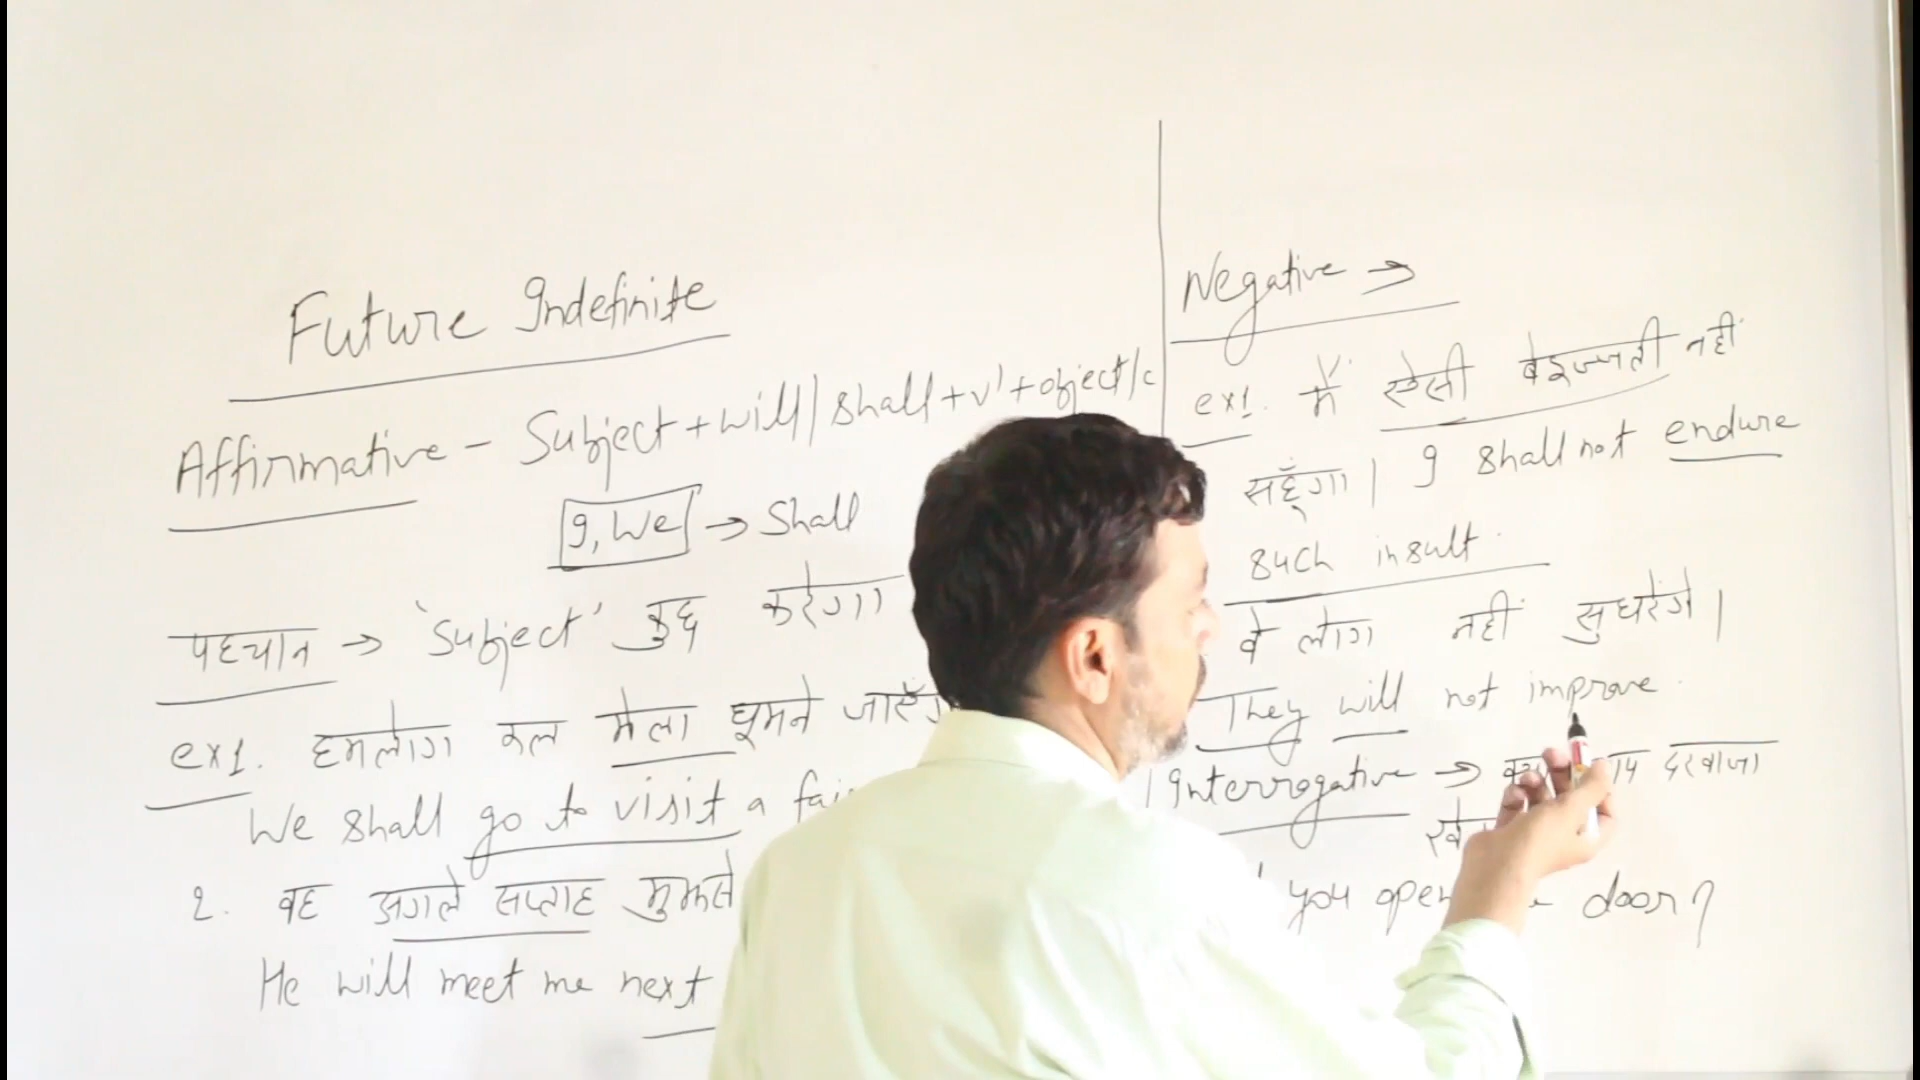 Future Indefinite
Affirmative - Subject + will / shall + v¹ + object / c
I, We → Shall
पहचान → 'Subject' कुछ करेगा
ex1. हमलोग कल मेला घूमने
We shall go to visit a
2. वह अगले सप्ताह मुझसे
He will meet me next
Negative →
ex1. मैं ऐसी बेइज्जती नहीं
सहूँगा। I shall not endure
such insult.
वे लोग नहीं सुधरेंगे।
They will not improve.
Interrogative → दरवाजा
you open door?